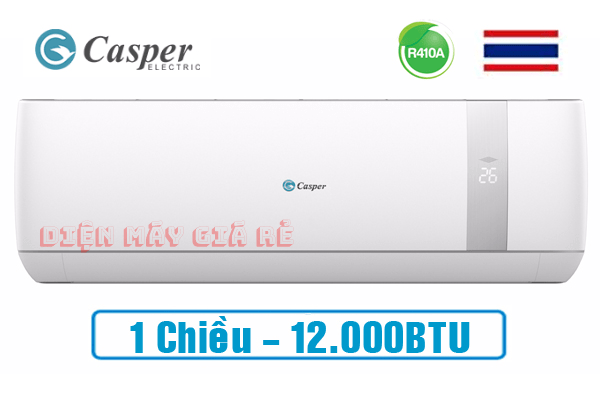 Casper
ELECTRIC
R410A
26
Casper
ĐIỆN MÁY GIÁ RẺ
1 Chiều – 12.000BTU